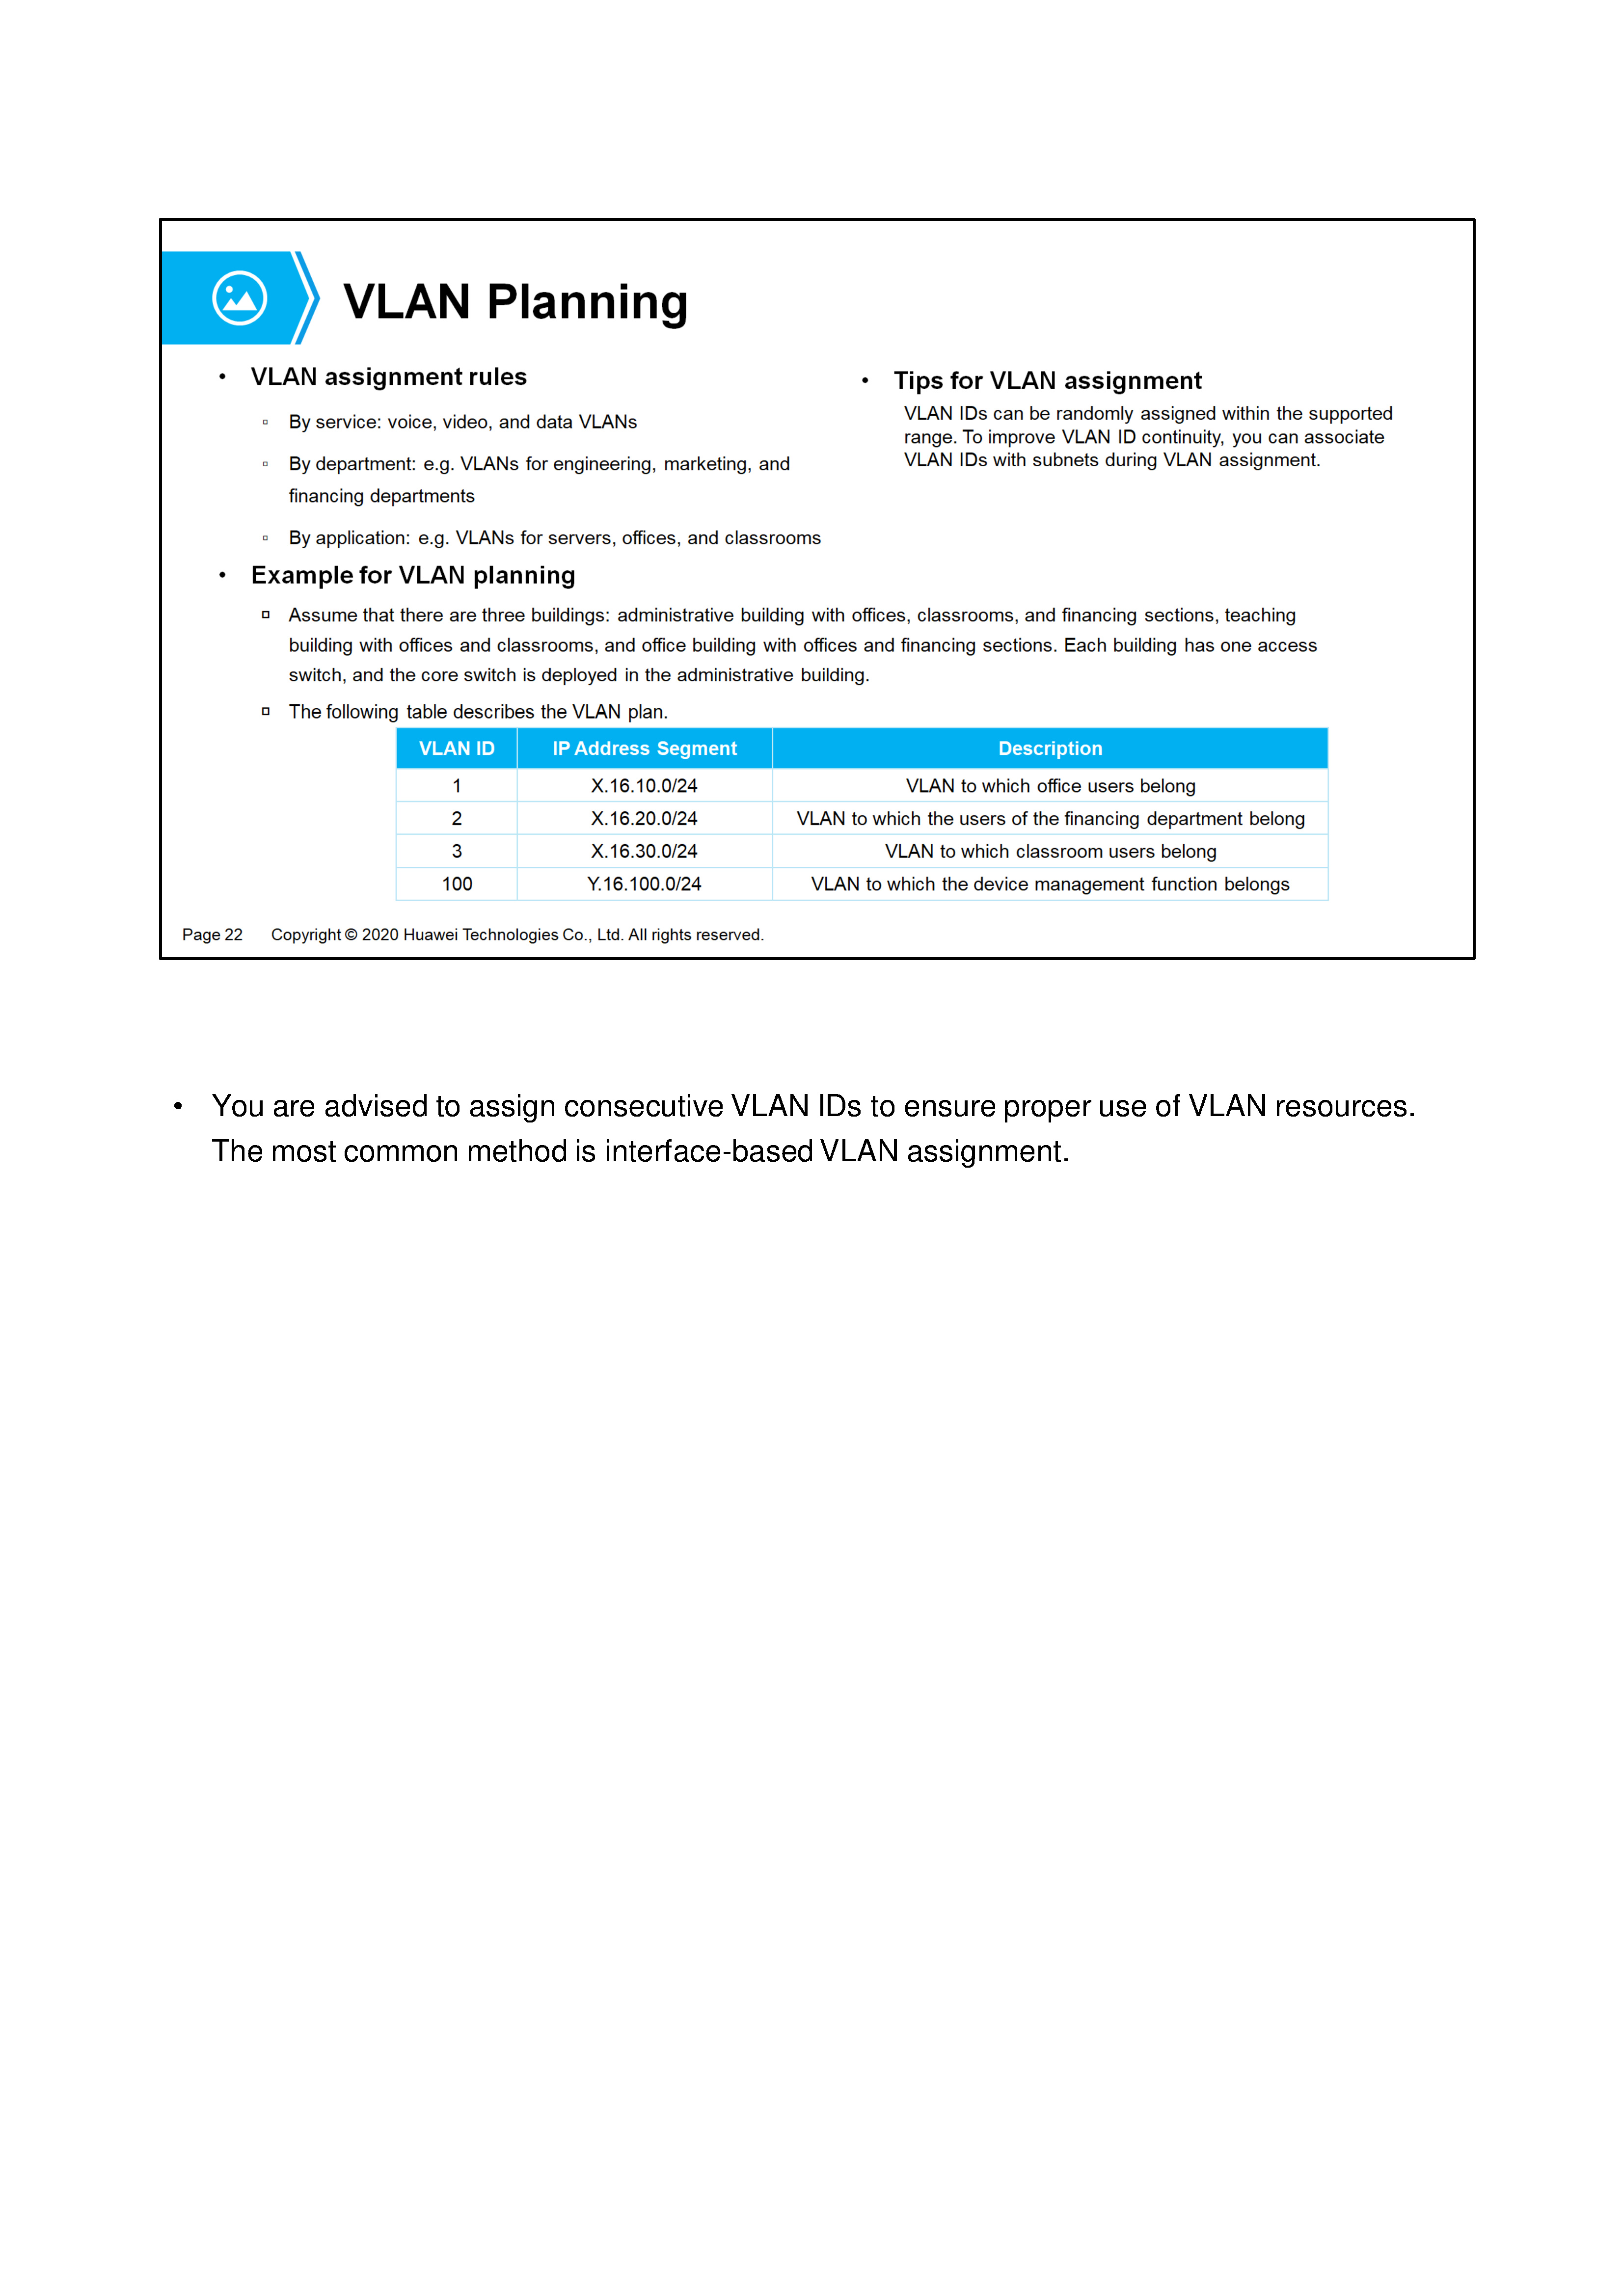 VLAN Planning
• VLAN assignment rules
▫ By service: voice, video, and data VLANs
▫ By department: e.g. VLANs for engineering, marketing, and
financing departments
▫ By application: e.g. VLANs for servers, offices, and classrooms
• Tips for VLAN assignment
VLAN IDs can be randomly assigned within the supported
range. To improve VLAN ID continuity, you can associate
VLAN IDs with subnets during VLAN assignment.
• Example for VLAN planning
▫ Assume that there are three buildings: administrative building with offices, classrooms, and financing sections, teaching
building with offices and classrooms, and office building with offices and financing sections. Each building has one access
switch, and the core switch is deployed in the administrative building.
▫ The following table describes the VLAN plan.
VLAN ID IP Address Segment Description
1 X.16.10.0/24 VLAN to which office users belong
2 X.16.20.0/24 VLAN to which the users of the financing department belong
3 X.16.30.0/24 VLAN to which classroom users belong
100 Y.16.100.0/24 VLAN to which the device management function belongs
Page 22 Copyright © 2020 Huawei Technologies Co., Ltd. All rights reserved.
• You are advised to assign consecutive VLAN IDs to ensure proper use of VLAN resources.
The most common method is interface-based VLAN assignment.